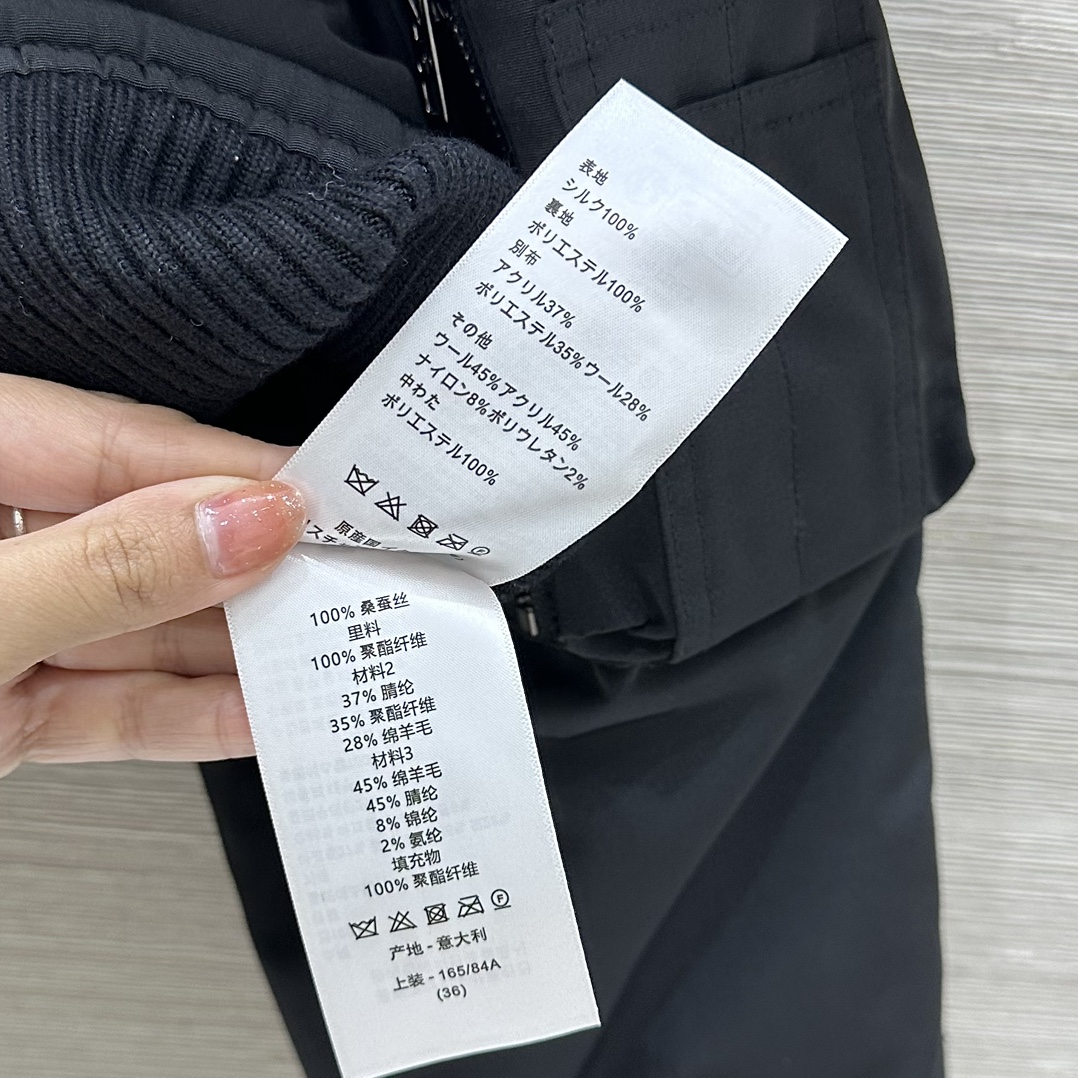 表地
シルク100%
裏地
ポリエステル100%
別布
アクリル37%
ポリエステル35%ウール28%
その他
ウール45%アクリル45%
ナイロン8%ポリウレタン2%
中わた
ポリエステル100%
F
原産国
100% 桑蚕丝
里料
100% 聚酯纤维
材料2
37% 腈纶
35% 聚酯纤维
28% 绵羊毛
材料3
45% 绵羊毛
45% 腈纶
8% 锦纶
2% 氨纶
填充物
100% 聚酯纤维
F
产地 - 意大利
上装 - 165/84A
(36)